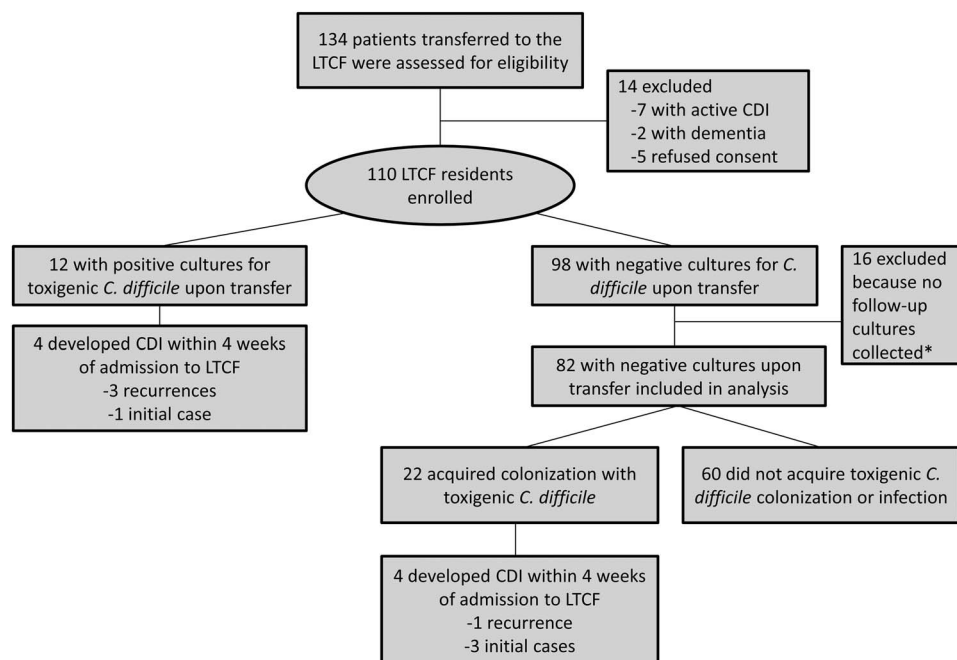 134 patients transferred to the
LTCF were assessed for eligibility
14 excluded
-7 with active CDI
-2 with dementia
-5 refused consent
110 LTCF residents
enrolled
12 with positive cultures for
toxigenic C. difficile upon transfer
98 with negative cultures for C.
difficile upon transfer
16 excluded
because no
follow-up
cultures
collected*
4 developed CDI within 4 weeks
of admission to LTCF
-3 recurrences
-1 initial case
82 with negative cultures upon
transfer included in analysis
22 acquired colonization with
toxigenic C. difficile
60 did not acquire toxigenic C.
difficile colonization or infection
4 developed CDI within 4 weeks
of admission to LTCF
-1 recurrence
-3 initial cases